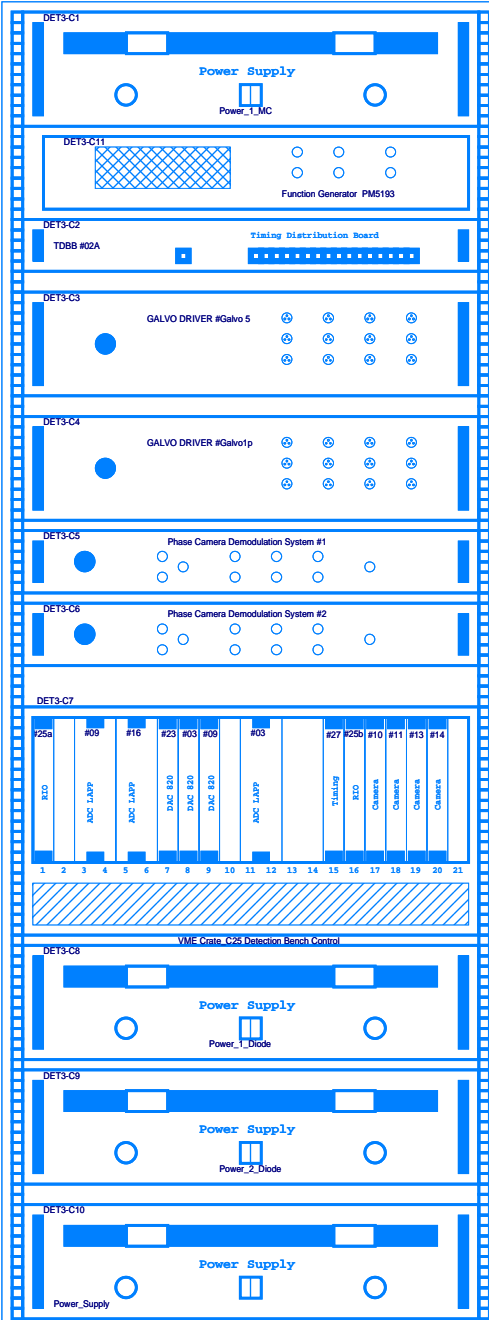 DET3-C1
Power Supply
Power_1_MC
DET3-C11
Function Generator PM5193
DET3-C2
TDBB #02A
Timing Distribution Board
DET3-C3
GALVO DRIVER #Galvo 5
DET3-C4
GALVO DRIVER #Galvo1p
DET3-C5
Phase Camera Demodulation System #1
DET3-C6
Phase Camera Demodulation System #2
DET3-C7
#25a #09 #16 #23 #03 #09 #03 #27 #25b #10 #11 #13 #14
RIO ADC LAPP ADC LAPP DAC 820 DAC 820 DAC 820 ADC LAPP Timing RIO Camera Camera Camera Camera
1 2 3 4 5 6 7 8 9 10 11 12 13 14 15 16 17 18 19 20 21
VME Crate_C25 Detection Bench Control
DET3-C8
Power Supply
Power_1_Diode
DET3-C9
Power Supply
Power_2_Diode
DET3-C10
Power Supply
Power_Supply